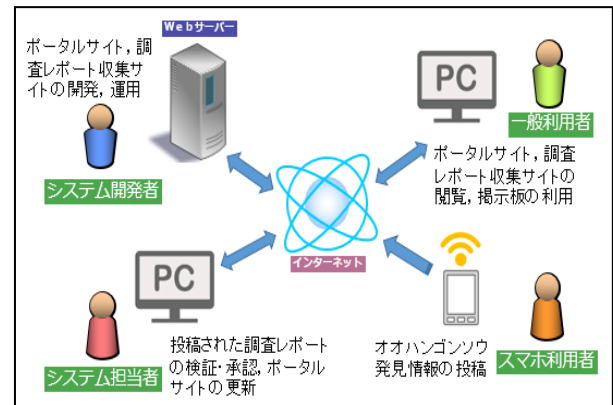 Webサーバー
ポータルサイト，調
査レポート収集サ
イトの開発，運用
システム開発者
PC
一般利用者
ポータルサイト，調査
レポート収集サイトの
閲覧，掲示板の利用
インターネット
PC
システム担当者
投稿された調査レポート
の検証・承認，ポータル
サイトの更新
オオハンゴンソウ
発見情報の投稿
スマホ利用者